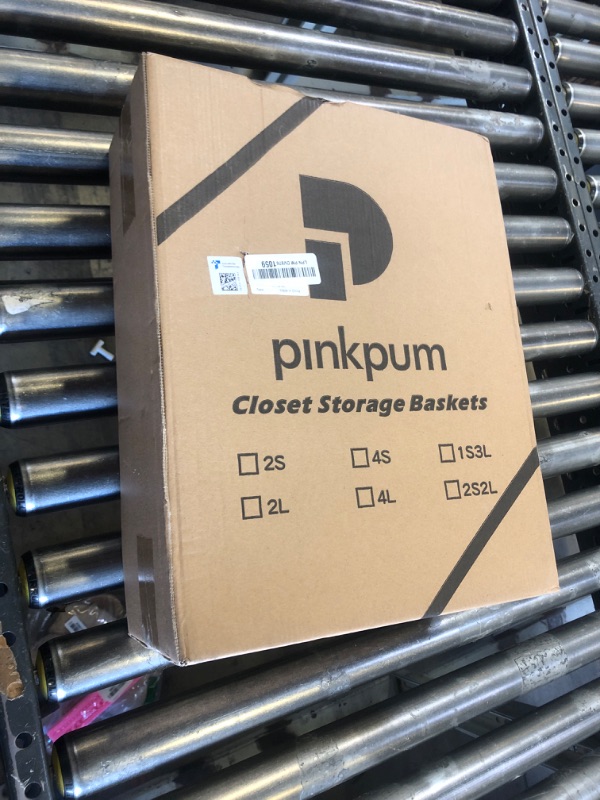 pinkpum
Closet Storage Baskets
2S
4S
1S3L
2L
4L
2S2L